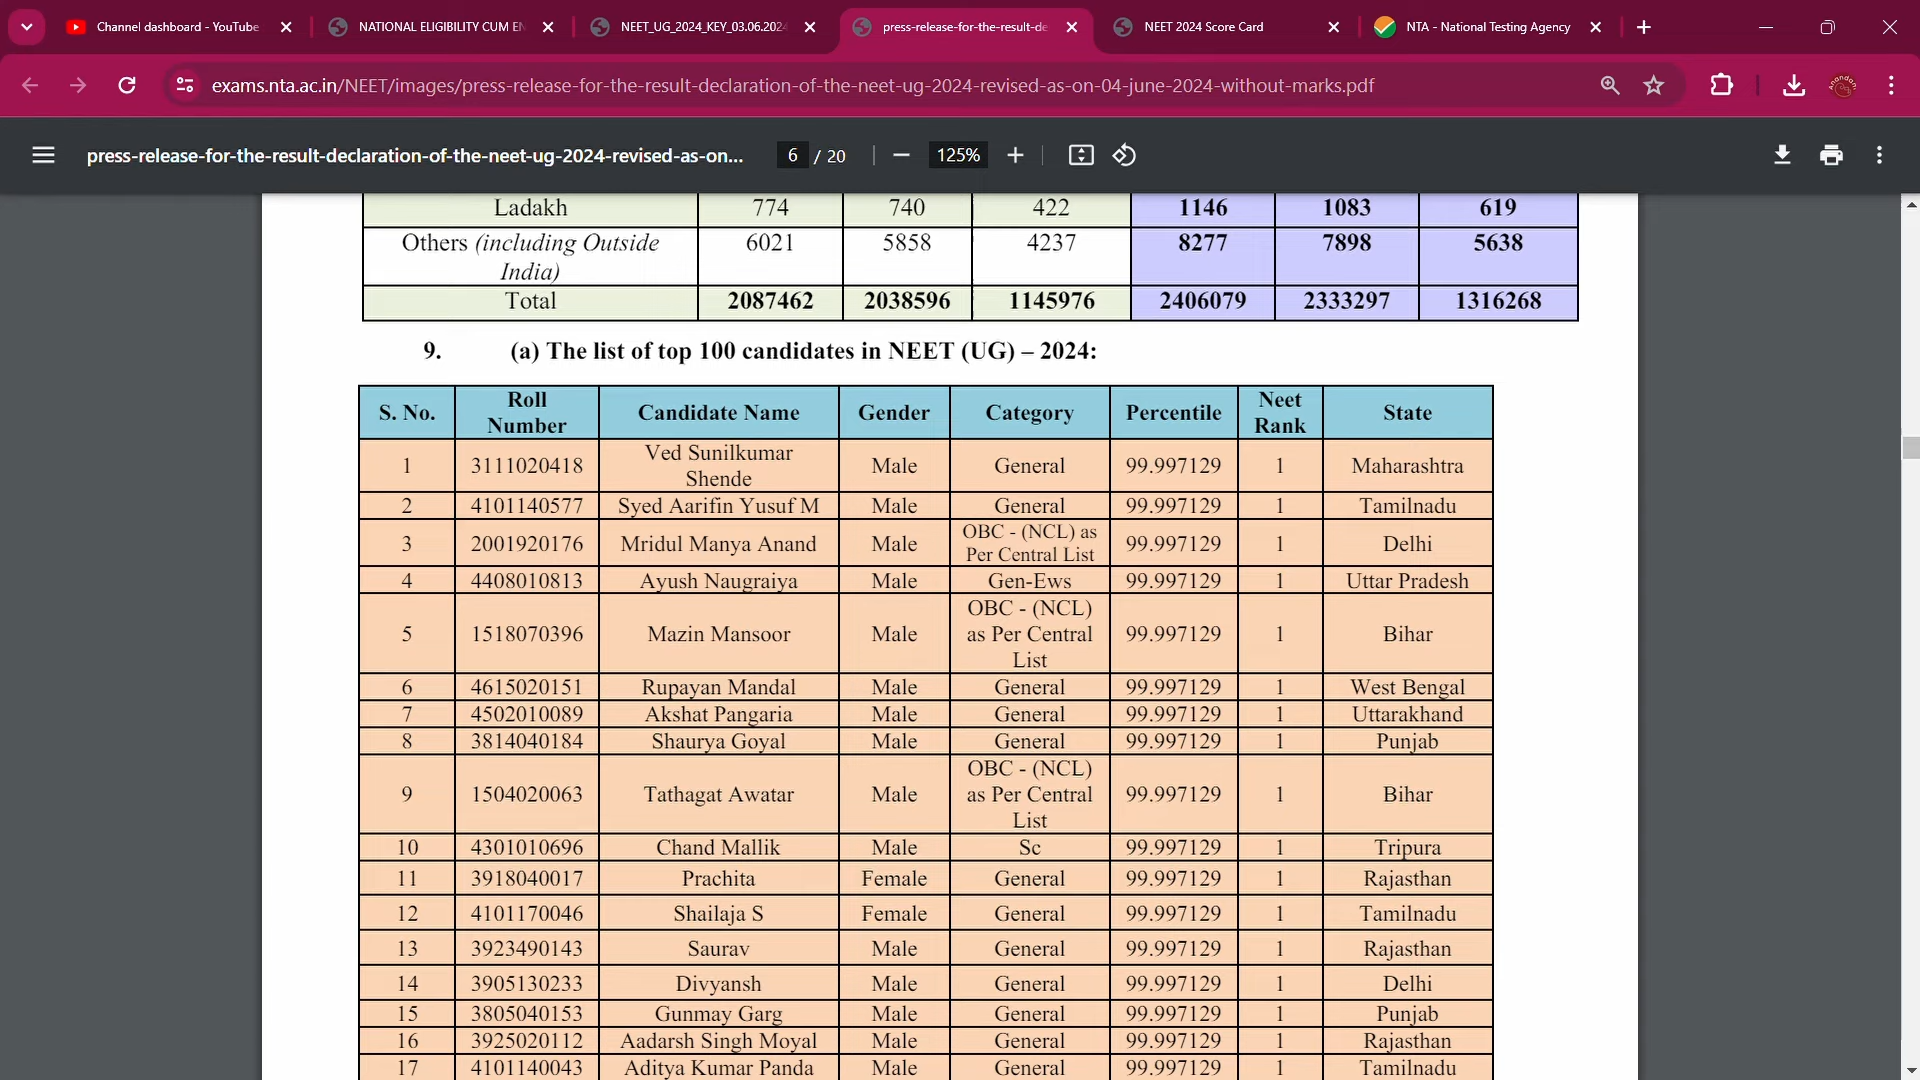 Channel dashboard - YouTube
NATIONAL ELIGIBILITY CUM EN
NEET_UG_2024_KEY_03.06.2024
press-release-for-the-result-de
NEET 2024 Score Card
NTA - National Testing Agency
exams.nta.ac.in/NEET/images/press-release-for-the-result-declaration-of-the-neet-ug-2024-revised-as-on-04-june-2024-without-marks.pdf
press-release-for-the-result-declaration-of-the-neet-ug-2024-revised-as-on... 6 / 20 125%
Ladakh 774 740 422 1146 1083 619
Others (including Outside India) 6021 5858 4237 8277 7898 5638
Total 2087462 2038596 1145976 2406079 2333297 1316268
9. (a) The list of top 100 candidates in NEET (UG) – 2024:
S. No. Roll Number Candidate Name Gender Category Percentile Neet Rank State
1 3111020418 Ved Sunilkumar Shende Male General 99.997129 1 Maharashtra
2 4101140577 Syed Aarifin Yusuf M Male General 99.997129 1 Tamilnadu
3 2001920176 Mridul Manya Anand Male OBC - (NCL) as Per Central List 99.997129 1 Delhi
4 4408010813 Ayush Naugraiya Male Gen-Ews 99.997129 1 Uttar Pradesh
5 1518070396 Mazin Mansoor Male OBC - (NCL) as Per Central List 99.997129 1 Bihar
6 4615020151 Rupayan Mandal Male General 99.997129 1 West Bengal
7 4502010089 Akshat Pangaria Male General 99.997129 1 Uttarakhand
8 3814040184 Shaurya Goyal Male General 99.997129 1 Punjab
9 1504020063 Tathagat Awatar Male OBC - (NCL) as Per Central List 99.997129 1 Bihar
10 4301010696 Chand Mallik Male Sc 99.997129 1 Tripura
11 3918040017 Prachita Female General 99.997129 1 Rajasthan
12 4101170046 Shailaja S Female General 99.997129 1 Tamilnadu
13 3923490143 Saurav Male General 99.997129 1 Rajasthan
14 3905130233 Divyansh Male General 99.997129 1 Delhi
15 3805040153 Gunmay Garg Male General 99.997129 1 Punjab
16 3925020112 Aadarsh Singh Moyal Male General 99.997129 1 Rajasthan
17 4101140043 Aditya Kumar Panda Male General 99.997129 1 Tamilnadu